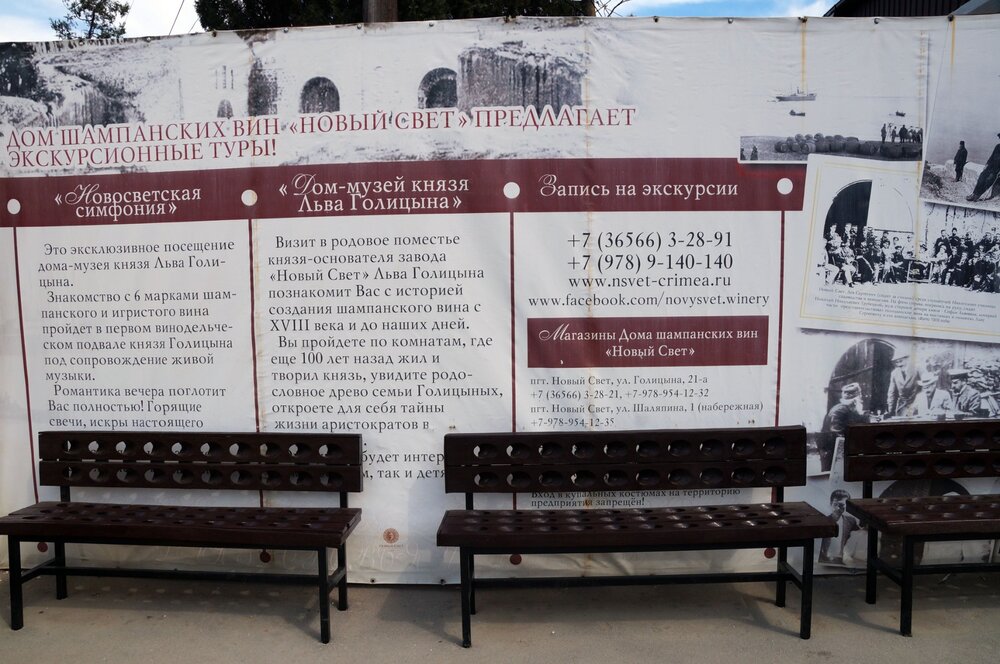 ДОМ ШАМПАНСКИХ ВИН «НОВЫЙ СВЕТ» ПРЕДЛАГАЕТ
ЭКСКУРСИОННЫЕ ТУРЫ!
«Новосветская
симфония»
Это эксклюзивное посещение
дома-музея князя Льва Голи-
цына.
Знакомство с 6 марками шам-
панского и игристого вина
пройдет в первом винодельче-
ском подвале князя Голицына
под сопровождение живой
музыки.
Романтика вечера поглотит
Вас полностью! Горящие
свечи, искры настоящего
«Дом-музей князя
Льва Голицына»
Визит в родовое поместье
князя-основателя завода
«Новый Свет» Льва Голицына
познакомит Вас с историей
создания шампанского вина с
XVIII века и до наших дней.
Вы пройдете по комнатам, где
еще 100 лет назад жил и
творил князь, увидите родо-
словное древо семьи Голицыных,
откроете для себя тайны
жизни аристократов в
будет
так и
Запись на экскурсии
+7 (36566) 3-28-91
+7 (978) 9-140-140
www.nsvet-crimea.ru
www.facebook.com/novysvet.winery
Магазины Дома шампанских вин
«Новый Свет»
пгт. Новый Свет, ул. Голицына, 21-а
+7 (36566) 3-28-21, +7-978-954-12-32
пгт. Новый Свет, ул. Шаляпина, 1 (набережная)
+7-978-954-12-35
Вход в купальных костюмах на территорию
предприятия запрещён!